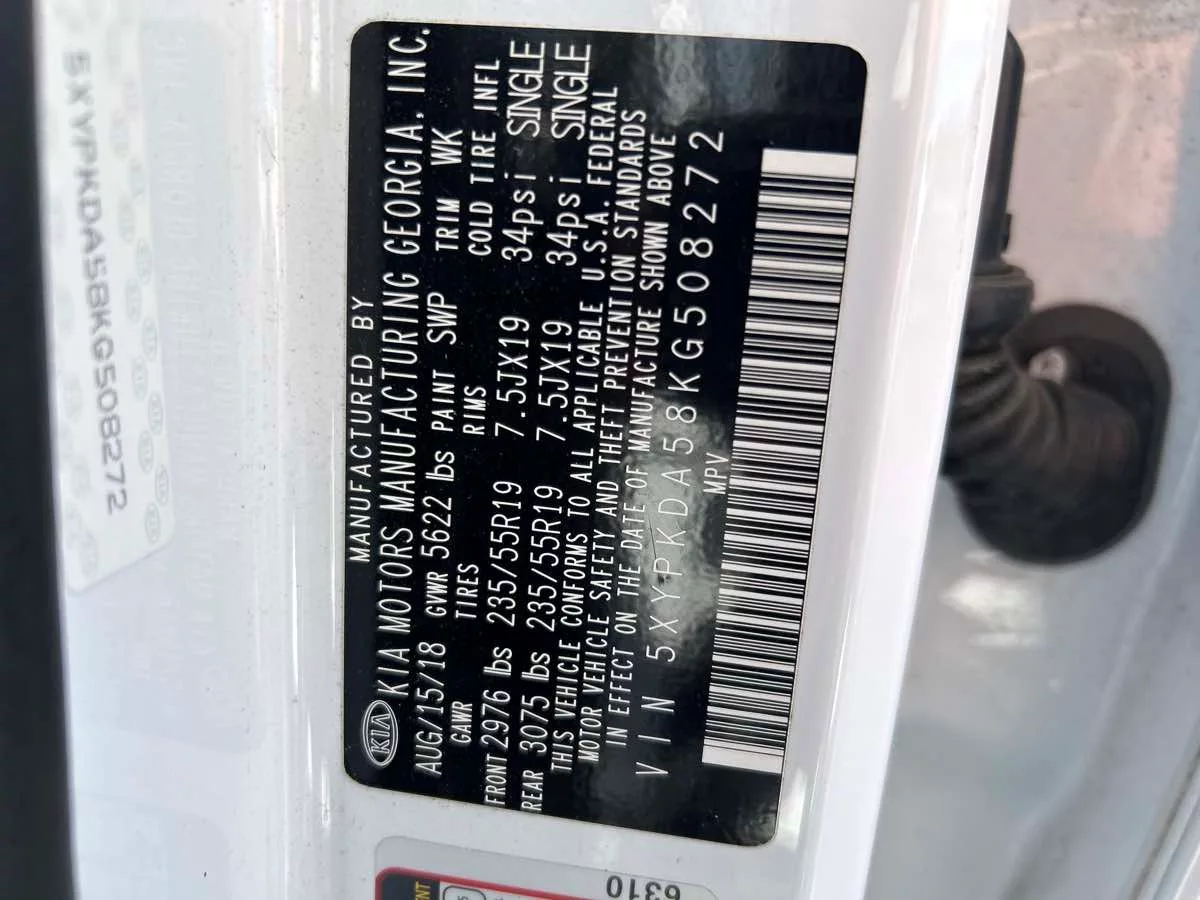 5XYPKDA58KG508272
MANUFACTURED BY
KIA KIA MOTORS MANUFACTURING GEORGIA, INC.
AUG/15/18 GVWR 5622 lbs PAINT SWP TRIM WK
GAWR TIRES RIMS COLD TIRE INFL
FRONT 2976 lbs 235/55R19 7.5JX19 34psi SINGLE
REAR 3075 lbs 235/55R19 7.5JX19 34psi SINGLE
THIS VEHICLE CONFORMS TO ALL APPLICABLE U.S.A. FEDERAL
MOTOR VEHICLE SAFETY AND THEFT PREVENTION STANDARDS
IN EFFECT ON THE DATE OF MANUFACTURE SHOWN ABOVE
VIN 5XYPKDA58KG508272
MPV
6310